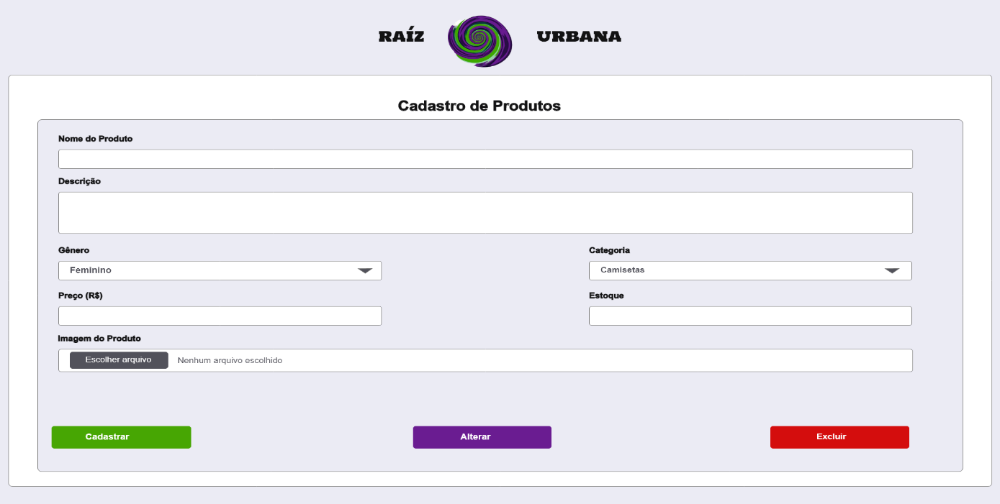 RAÍZ URBANA
Cadastro de Produtos
Nome do Produto
Descrição
Gênero Categoria
Feminino Camisetas
Preço (R$) Estoque
Imagem do Produto
Escolher arquivo Nenhum arquivo escolhido
Cadastrar Alterar Excluir